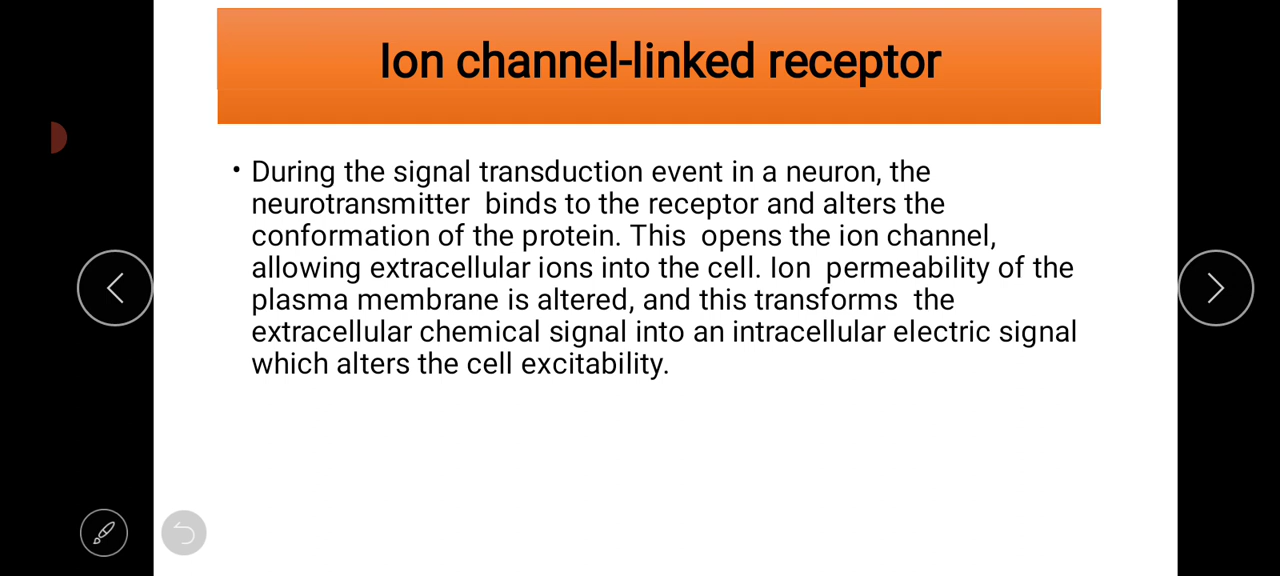 Ion channel-linked receptor
• During the signal transduction event in a neuron, the
neurotransmitter  binds to the receptor and alters the
conformation of the protein. This  opens the ion channel,
allowing extracellular ions into the cell. Ion  permeability of the
plasma membrane is altered, and this transforms  the
extracellular chemical signal into an intracellular electric signal
which alters the cell excitability.